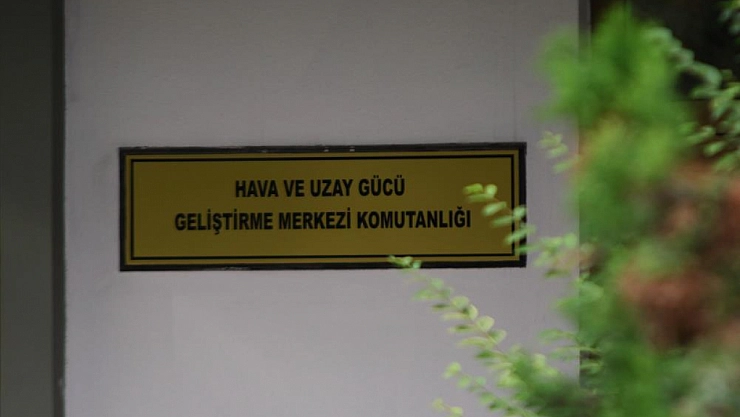 HAVA VE UZAY GÜCÜ
GELİŞTİRME MERKEZİ KOMUTANLIĞI